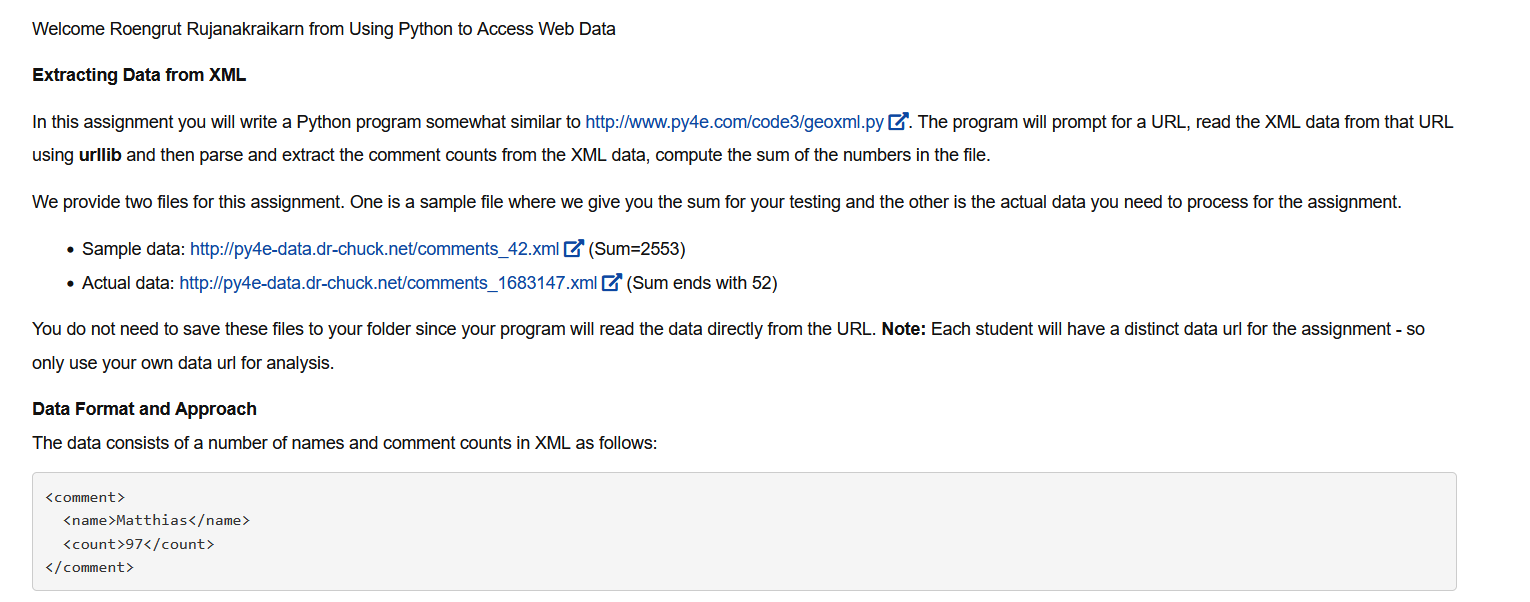 Welcome Roengrut Rujanakraikarn from Using Python to Access Web Data
Extracting Data from XML
In this assignment you will write a Python program somewhat similar to http://www.py4e.com/code3/geoxml.py. The program will prompt for a URL, read the XML data from that URL
using urllib and then parse and extract the comment counts from the XML data, compute the sum of the numbers in the file.
We provide two files for this assignment. One is a sample file where we give you the sum for your testing and the other is the actual data you need to process for the assignment.
• Sample data: http://py4e-data.dr-chuck.net/comments_42.xml (Sum=2553)
• Actual data: http://py4e-data.dr-chuck.net/comments_1683147.xml (Sum ends with 52)
You do not need to save these files to your folder since your program will read the data directly from the URL. Note: Each student will have a distinct data url for the assignment - so
only use your own data url for analysis.
Data Format and Approach
The data consists of a number of names and comment counts in XML as follows:
<comment>
  <name>Matthias</name>
  <count>97</count>
</comment>